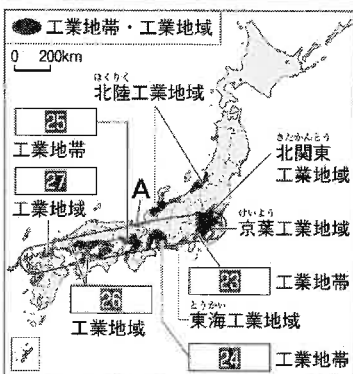 工業地帯・工業地域
0 200km
ほくりく
北陸工業地域
25
工業地帯
きたかんとう
北関東
工業地域
27
工業地域
A
けいよう
京葉工業地域
23
工業地帯
26
工業地域
とうかい
東海工業地域
24
工業地帯